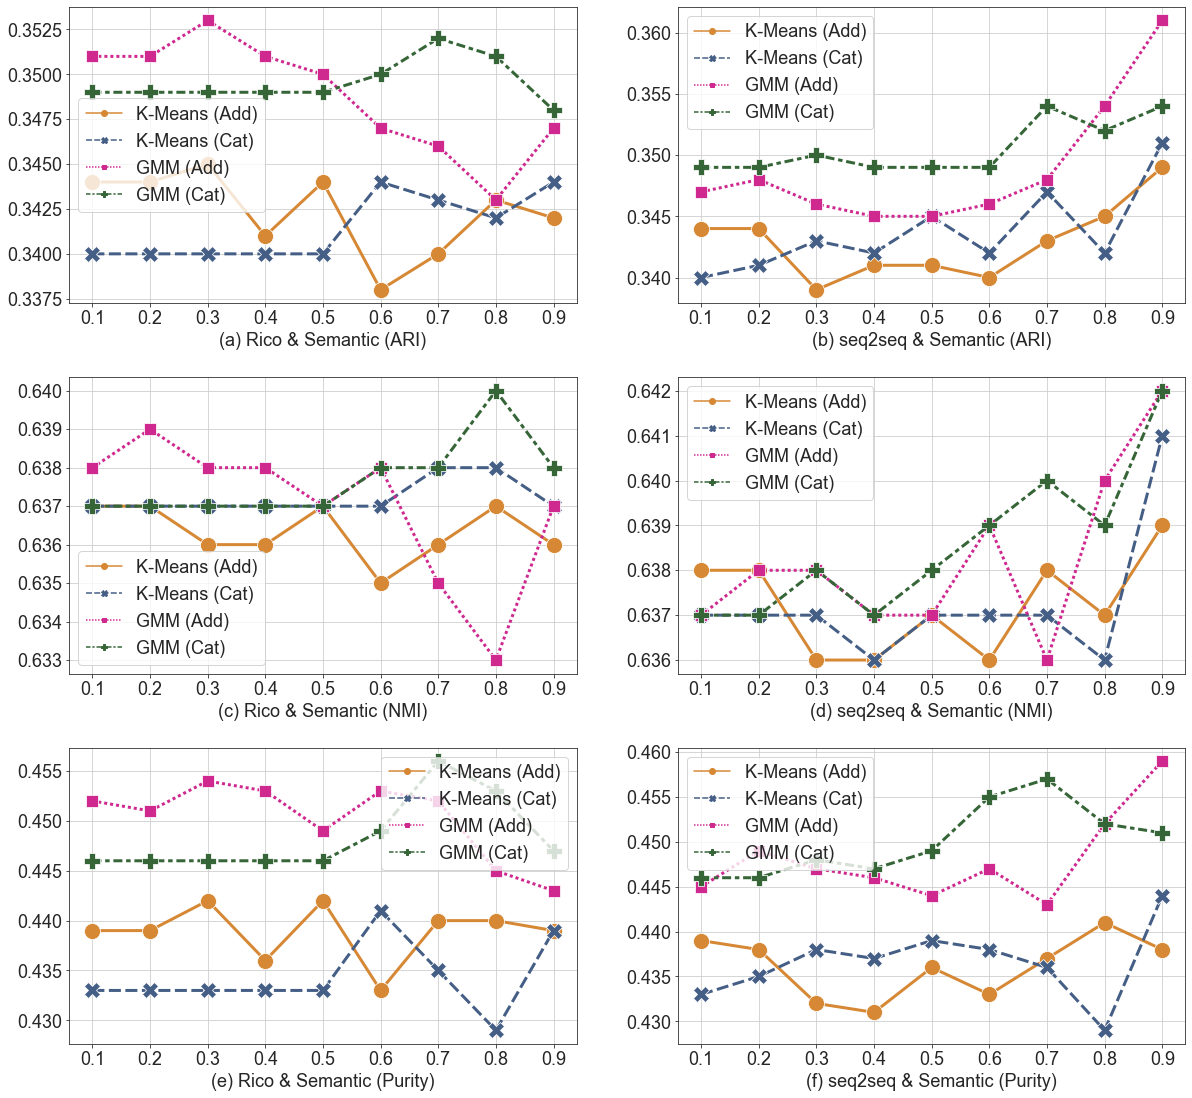 0.3525
0.3500
0.3475
0.3450
0.3425
0.3400
0.3375
K-Means (Add)
K-Means (Cat)
GMM (Add)
GMM (Cat)
0.1 0.2 0.3 0.4 0.5 0.6 0.7 0.8 0.9
(a) Rico & Semantic (ARI)
0.360
0.355
0.350
0.345
0.340
K-Means (Add)
K-Means (Cat)
GMM (Add)
GMM (Cat)
0.1 0.2 0.3 0.4 0.5 0.6 0.7 0.8 0.9
(b) seq2seq & Semantic (ARI)
0.640
0.639
0.638
0.637
0.636
0.635
0.634
0.633
K-Means (Add)
K-Means (Cat)
GMM (Add)
GMM (Cat)
0.1 0.2 0.3 0.4 0.5 0.6 0.7 0.8 0.9
(c) Rico & Semantic (NMI)
0.642
0.641
0.640
0.639
0.638
0.637
0.636
K-Means (Add)
K-Means (Cat)
GMM (Add)
GMM (Cat)
0.1 0.2 0.3 0.4 0.5 0.6 0.7 0.8 0.9
(d) seq2seq & Semantic (NMI)
0.455
0.450
0.445
0.440
0.435
0.430
K-Means (Add)
K-Means (Cat)
GMM (Add)
GMM (Cat)
0.1 0.2 0.3 0.4 0.5 0.6 0.7 0.8 0.9
(e) Rico & Semantic (Purity)
0.460
0.455
0.450
0.445
0.440
0.435
0.430
K-Means (Add)
K-Means (Cat)
GMM (Add)
GMM (Cat)
0.1 0.2 0.3 0.4 0.5 0.6 0.7 0.8 0.9
(f) seq2seq & Semantic (Purity)